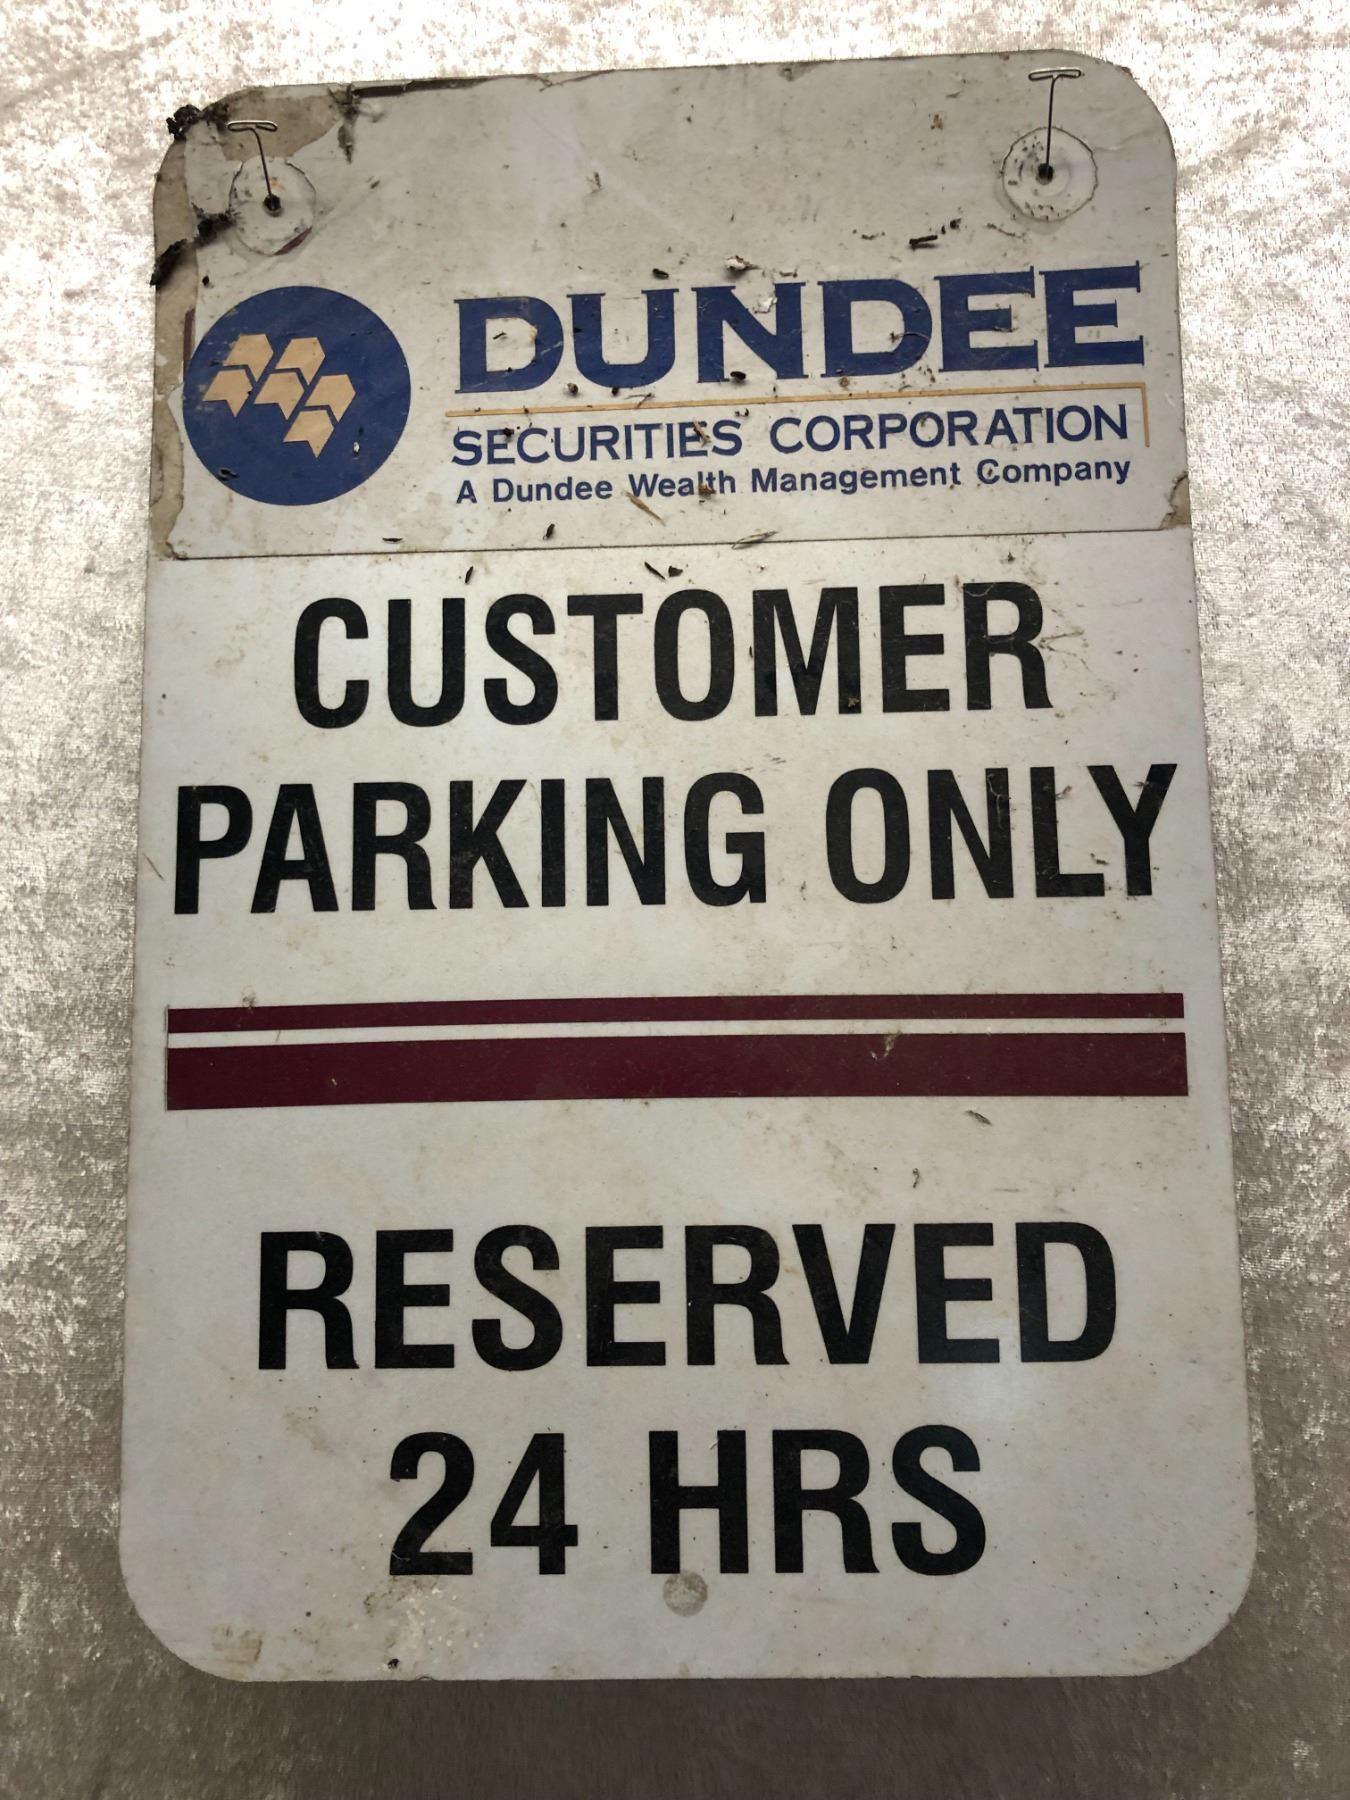 DUNDEE
SECURITIES CORPORATION
A Dundee Wealth Management Company
CUSTOMER
PARKING ONLY
RESERVED
24 HRS